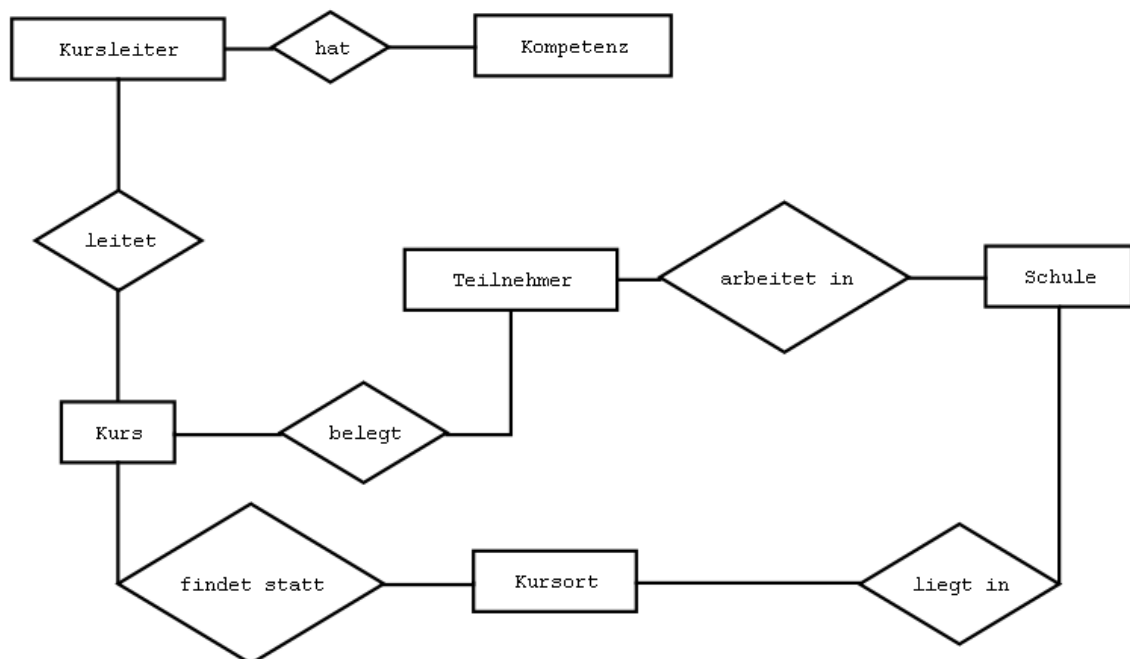 Kursleiter
hat
Kompetenz
leitet
Teilnehmer
arbeitet in
Schule
Kurs
belegt
findet statt
Kursort
liegt in